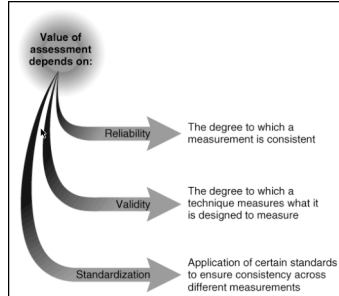 Value of
assessment
depends on:
Reliability
The degree to which a
measurement is consistent
Validity
The degree to which a
technique measures what it
is designed to measure
Standardization
Application of certain standards
to ensure consistency across
different measurements